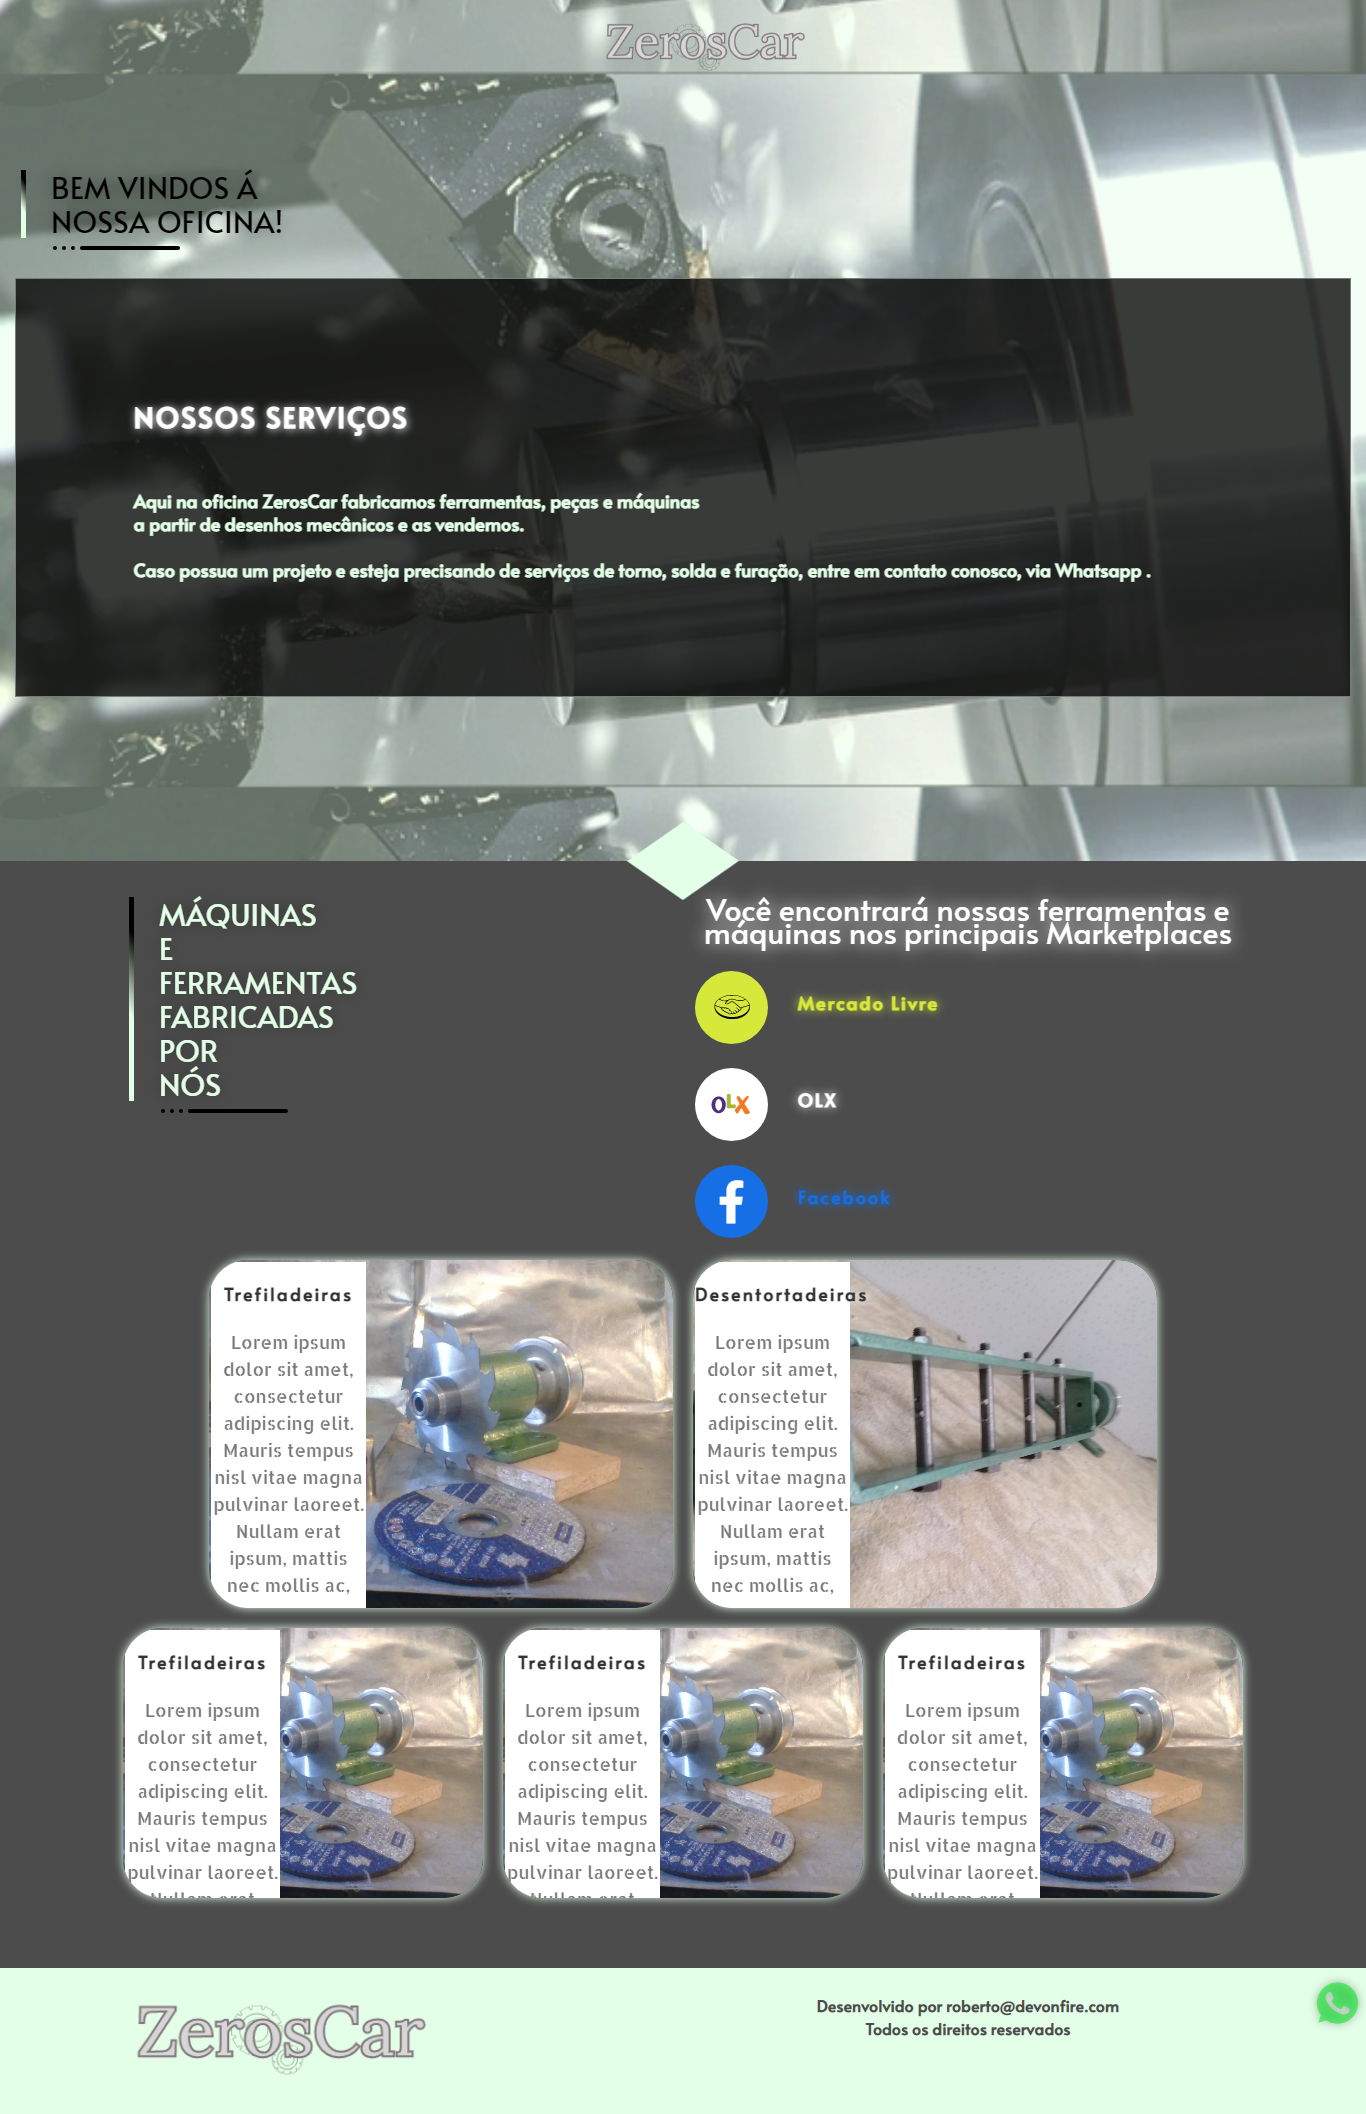 ZerosCar
BEM VINDOS Á
NOSSA OFICINA!
NOSSOS SERVIÇOS
Aqui na oficina ZerosCar fabricamos ferramentas, peças e máquinas
a partir de desenhos mecânicos e as vendemos.
Caso possua um projeto e esteja precisando de serviços de torno, solda e furação, entre em contato conosco, via Whatsapp .
MÁQUINAS
E
FERRAMENTAS
FABRICADAS
POR
NÓS
Você encontrará nossas ferramentas e
máquinas nos principais Marketplaces
Mercado Livre
OLX
OLX
Facebook
Trefiladeiras
Lorem ipsum
dolor sit amet,
consectetur
adipiscing elit.
Mauris tempus
nisl vitae magna
pulvinar laoreet.
Nullam erat
ipsum, mattis
nec mollis ac,
Desentortadeiras
Lorem ipsum
dolor sit amet,
consectetur
adipiscing elit.
Mauris tempus
nisl vitae magna
pulvinar laoreet.
Nullam erat
ipsum, mattis
nec mollis ac,
Trefiladeiras
Lorem ipsum
dolor sit amet,
consectetur
adipiscing elit.
Mauris tempus
nisl vitae magna
pulvinar laoreet.
Nullam erat
Trefiladeiras
Lorem ipsum
dolor sit amet,
consectetur
adipiscing elit.
Mauris tempus
nisl vitae magna
pulvinar laoreet.
Nullam erat
Trefiladeiras
Lorem ipsum
dolor sit amet,
consectetur
adipiscing elit.
Mauris tempus
nisl vitae magna
pulvinar laoreet.
Nullam erat
ZerosCar
Desenvolvido por roberto@devonfire.com
Todos os direitos reservados